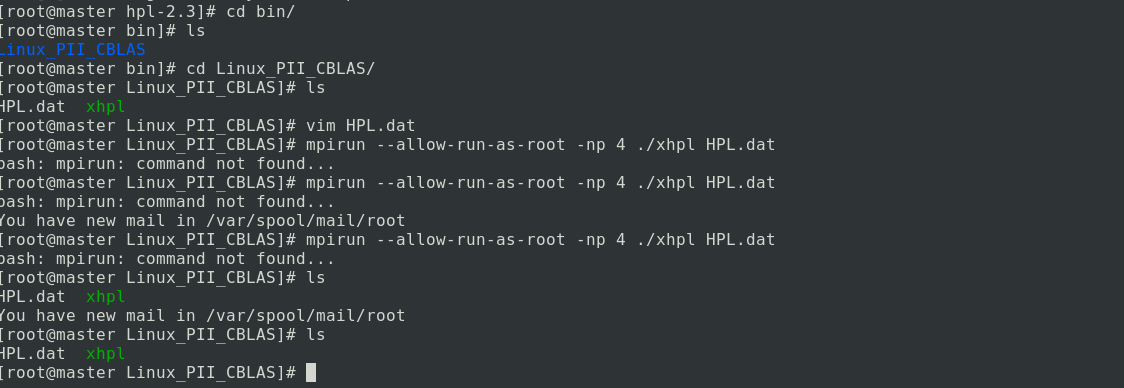 [root@master hpl-2.3]# cd bin/
[root@master bin]# ls
Linux_PII_CBLAS
[root@master bin]# cd Linux_PII_CBLAS/
[root@master Linux_PII_CBLAS]# ls
HPL.dat  xhpl
[root@master Linux_PII_CBLAS]# vim HPL.dat
[root@master Linux_PII_CBLAS]# mpirun --allow-run-as-root -np 4 ./xhpl HPL.dat
bash: mpirun: command not found...
[root@master Linux_PII_CBLAS]# mpirun --allow-run-as-root -np 4 ./xhpl HPL.dat
bash: mpirun: command not found...
You have new mail in /var/spool/mail/root
[root@master Linux_PII_CBLAS]# mpirun --allow-run-as-root -np 4 ./xhpl HPL.dat
bash: mpirun: command not found...
[root@master Linux_PII_CBLAS]# ls
HPL.dat  xhpl
You have new mail in /var/spool/mail/root
[root@master Linux_PII_CBLAS]# ls
HPL.dat  xhpl
[root@master Linux_PII_CBLAS]#